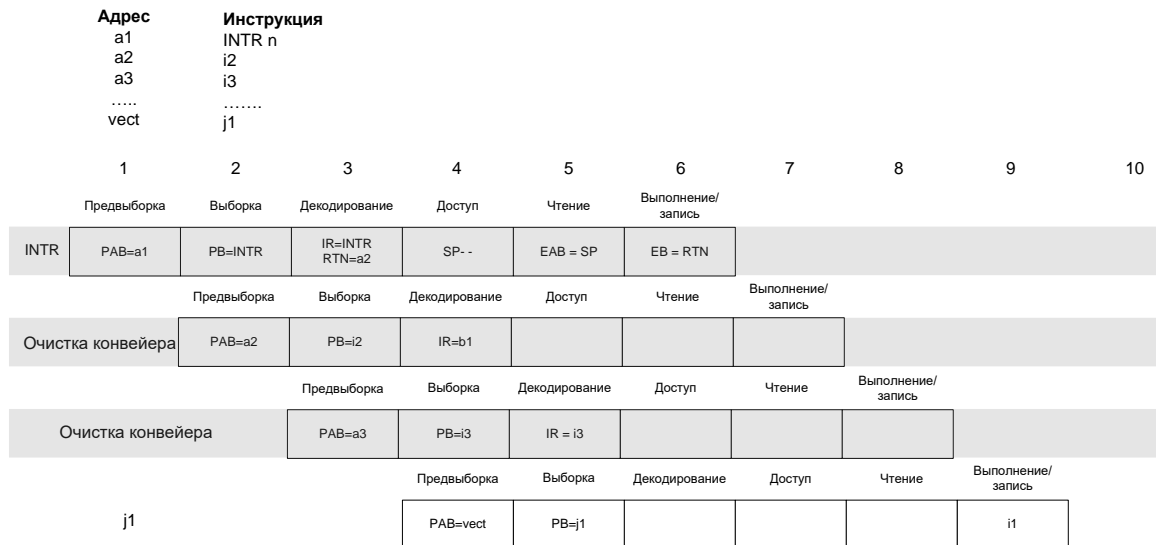 Адрес Инструкция
a1 INTR n
a2 i2
a3 i3
..... .......
vect j1
1 2 3 4 5 6 7 8 9 10
Предвыборка Выборка Декодирование Доступ Чтение Выполнение/
запись
INTR PAB=a1 PB=INTR IR=INTR
RTN=a2 SP- - EAB = SP EB = RTN
Предвыборка Выборка Декодирование Доступ Чтение Выполнение/
запись
Очистка конвейера PAB=a2 PB=i2 IR=b1
Предвыборка Выборка Декодирование Доступ Чтение Выполнение/
запись
Очистка конвейера PAB=a3 PB=i3 IR = i3
Предвыборка Выборка Декодирование Доступ Чтение Выполнение/
запись
j1 PAB=vect PB=j1 i1